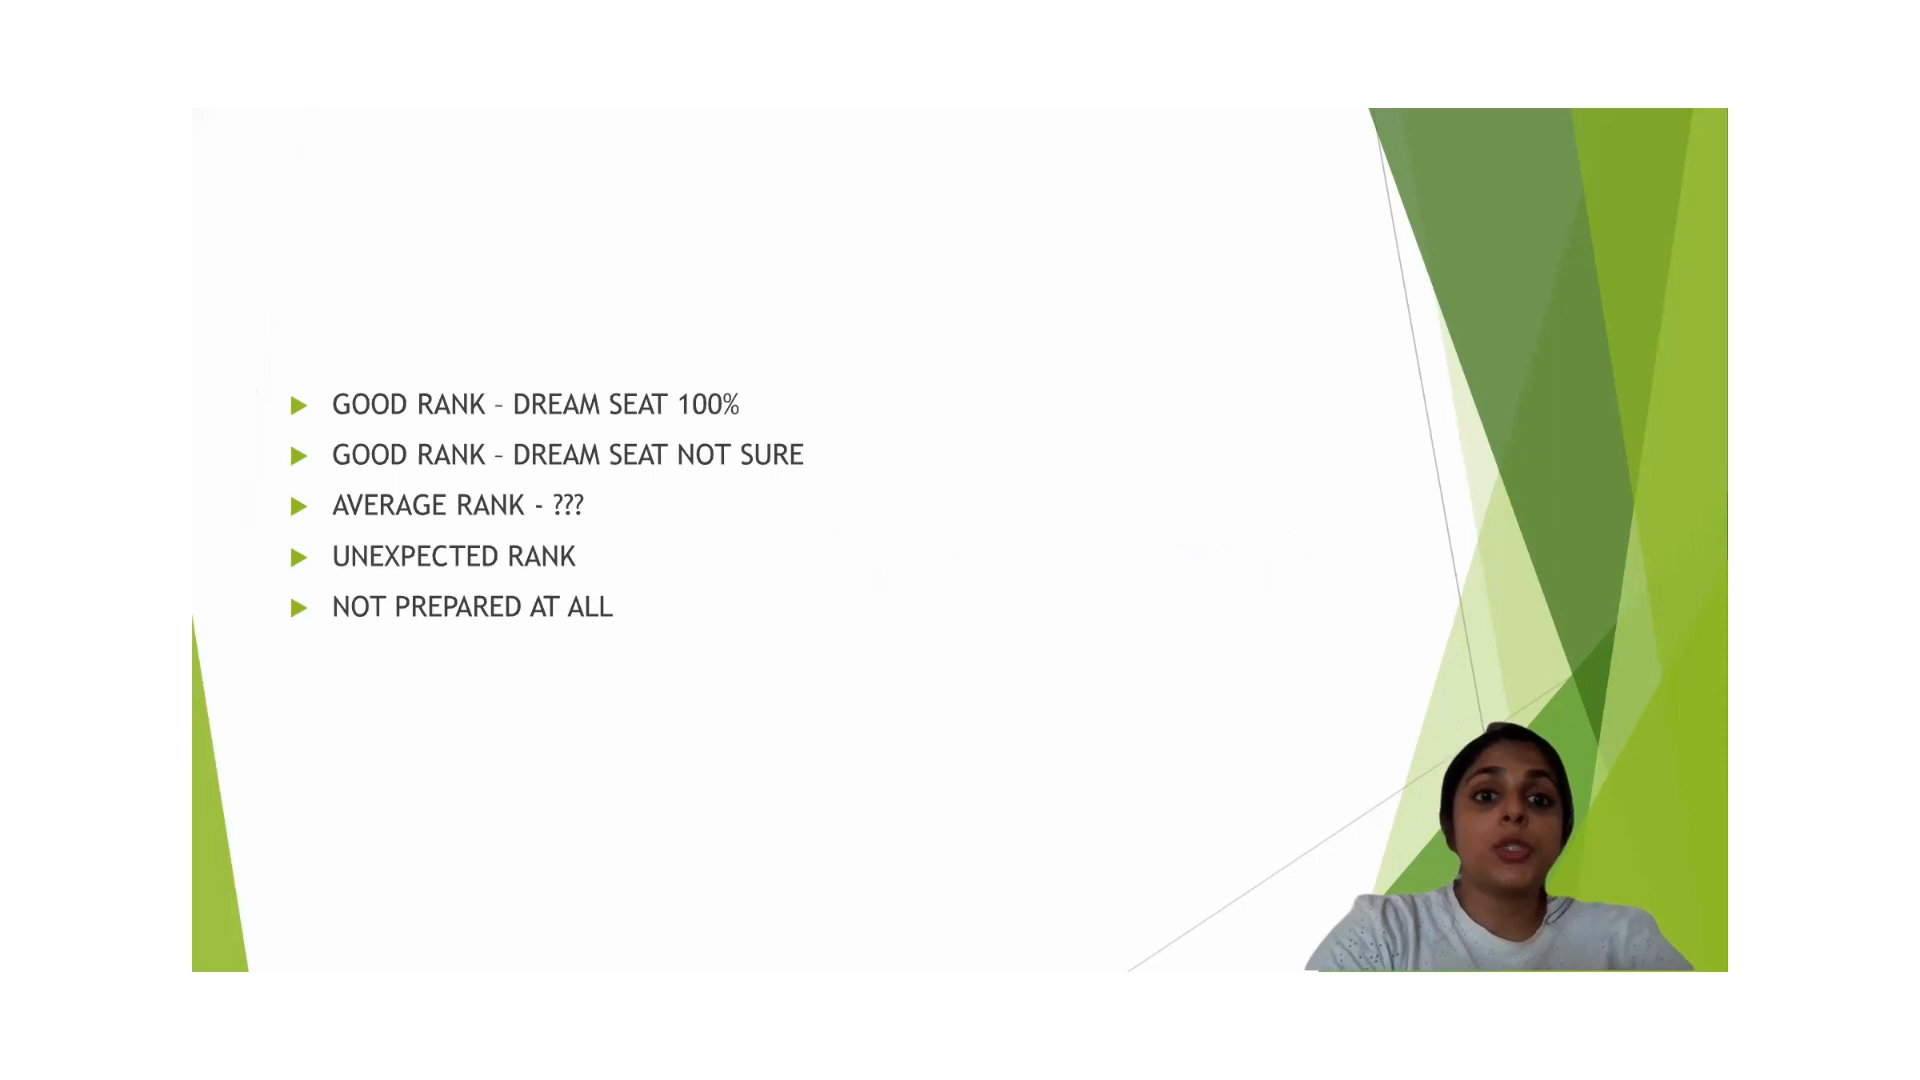 GOOD RANK – DREAM SEAT 100%
GOOD RANK – DREAM SEAT NOT SURE
AVERAGE RANK - ???
UNEXPECTED RANK
NOT PREPARED AT ALL